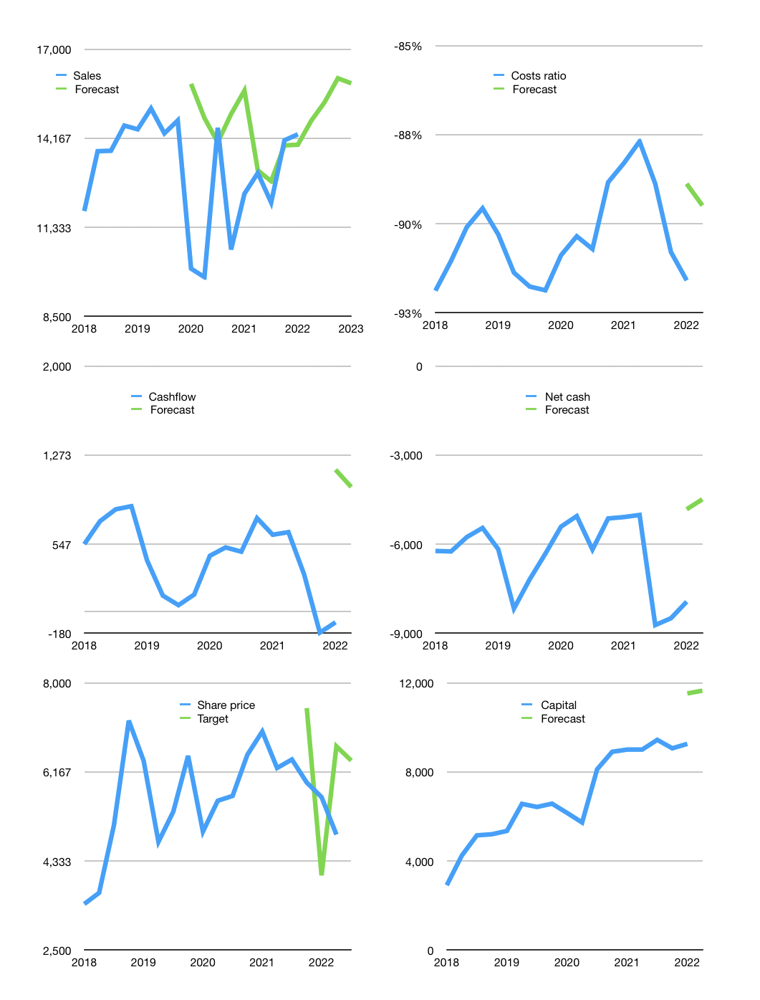 17,000
Sales
Forecast
14,167
11,333
8,500
2018 2019 2020 2021 2022 2023
-85%
Costs ratio
Forecast
-88%
-90%
-93%
2018 2019 2020 2021 2022
2,000
Cashflow
Forecast
1,273
547
-180
2018 2019 2020 2021 2022
0
Net cash
Forecast
-3,000
-6,000
-9,000
2018 2019 2020 2021 2022
8,000
Share price
Target
6,167
4,333
2,500
2018 2019 2020 2021 2022
12,000
Capital
Forecast
8,000
4,000
0
2018 2019 2020 2021 2022